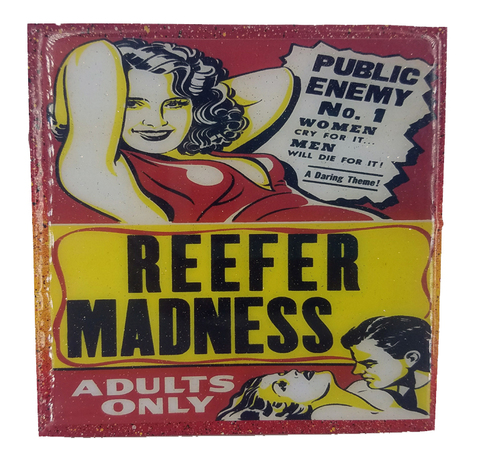 PUBLIC
ENEMY
No. 1
WOMEN
CRY FOR IT...
MEN
WILL DIE FOR IT!
A Daring Theme!
REEFER
MADNESS
ADULTS
ONLY